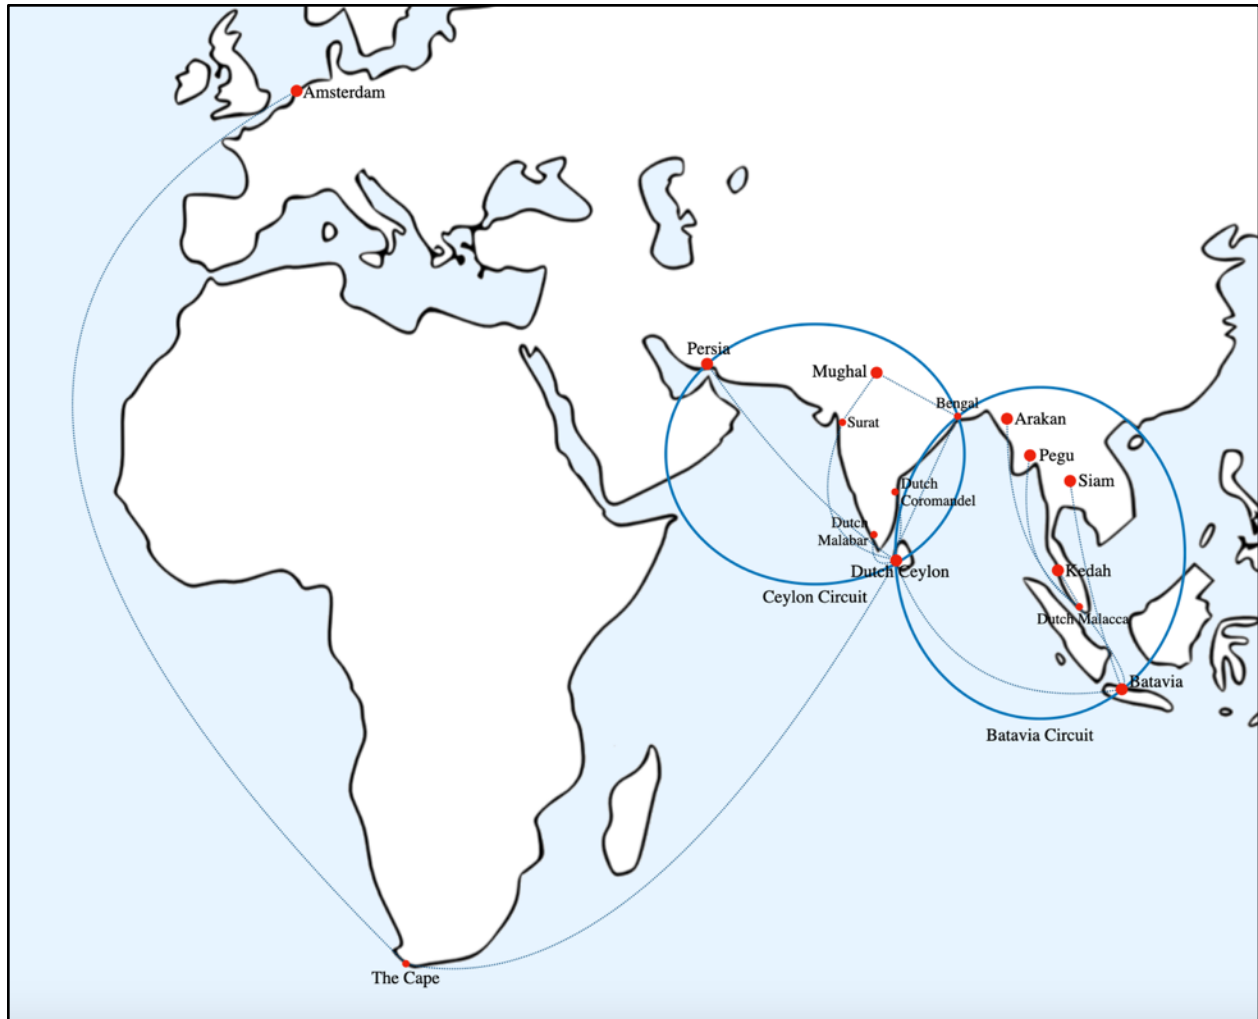 Amsterdam
Persia
Mughal
Bengal
Arakan
Surat
Pegu
Siam
Dutch
Coromandel
Dutch
Malabar
Dutch Ceylon
Kedah
Ceylon Circuit
Dutch Malacca
Batavia
Batavia Circuit
The Cape